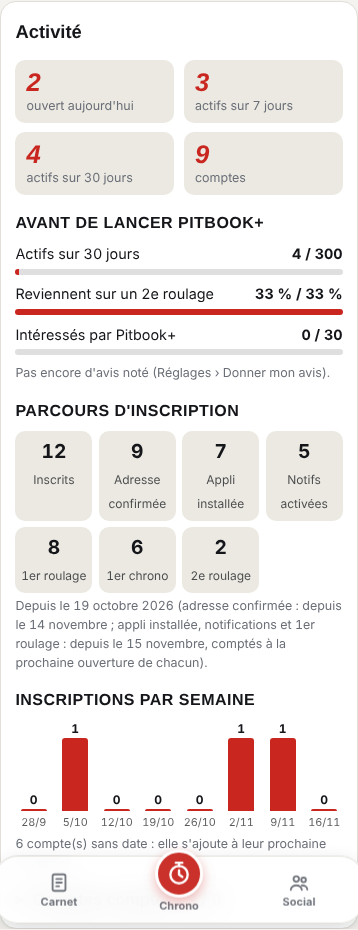 Activité
2
ouvert aujourd'hui
3
actifs sur 7 jours
4
actifs sur 30 jours
9
comptes
AVANT DE LANCER PITBOOK+
Actifs sur 30 jours 4 / 300
Reviennent sur un 2e roulage 33 % / 33 %
Intéressés par Pitbook+ 0 / 30
Pas encore d'avis noté (Réglages › Donner mon avis).
PARCOURS D'INSCRIPTION
12
Inscrits
9
Adresse
confirmée
7
Appli
installée
5
Notifs
activées
8
1er roulage
6
1er chrono
2
2e roulage
Depuis le 19 octobre 2026 (adresse confirmée : depuis
le 14 novembre ; appli installée, notifications et 1er
roulage : depuis le 15 novembre, comptés à la
prochaine ouverture de chacun).
INSCRIPTIONS PAR SEMAINE
0 1 0 0 0 1 1 0
28/9 5/10 12/10 19/10 26/10 2/11 9/11 16/11
6 compte(s) sans date : elle s'ajoute à leur prochaine
Carnet
Chrono
Social